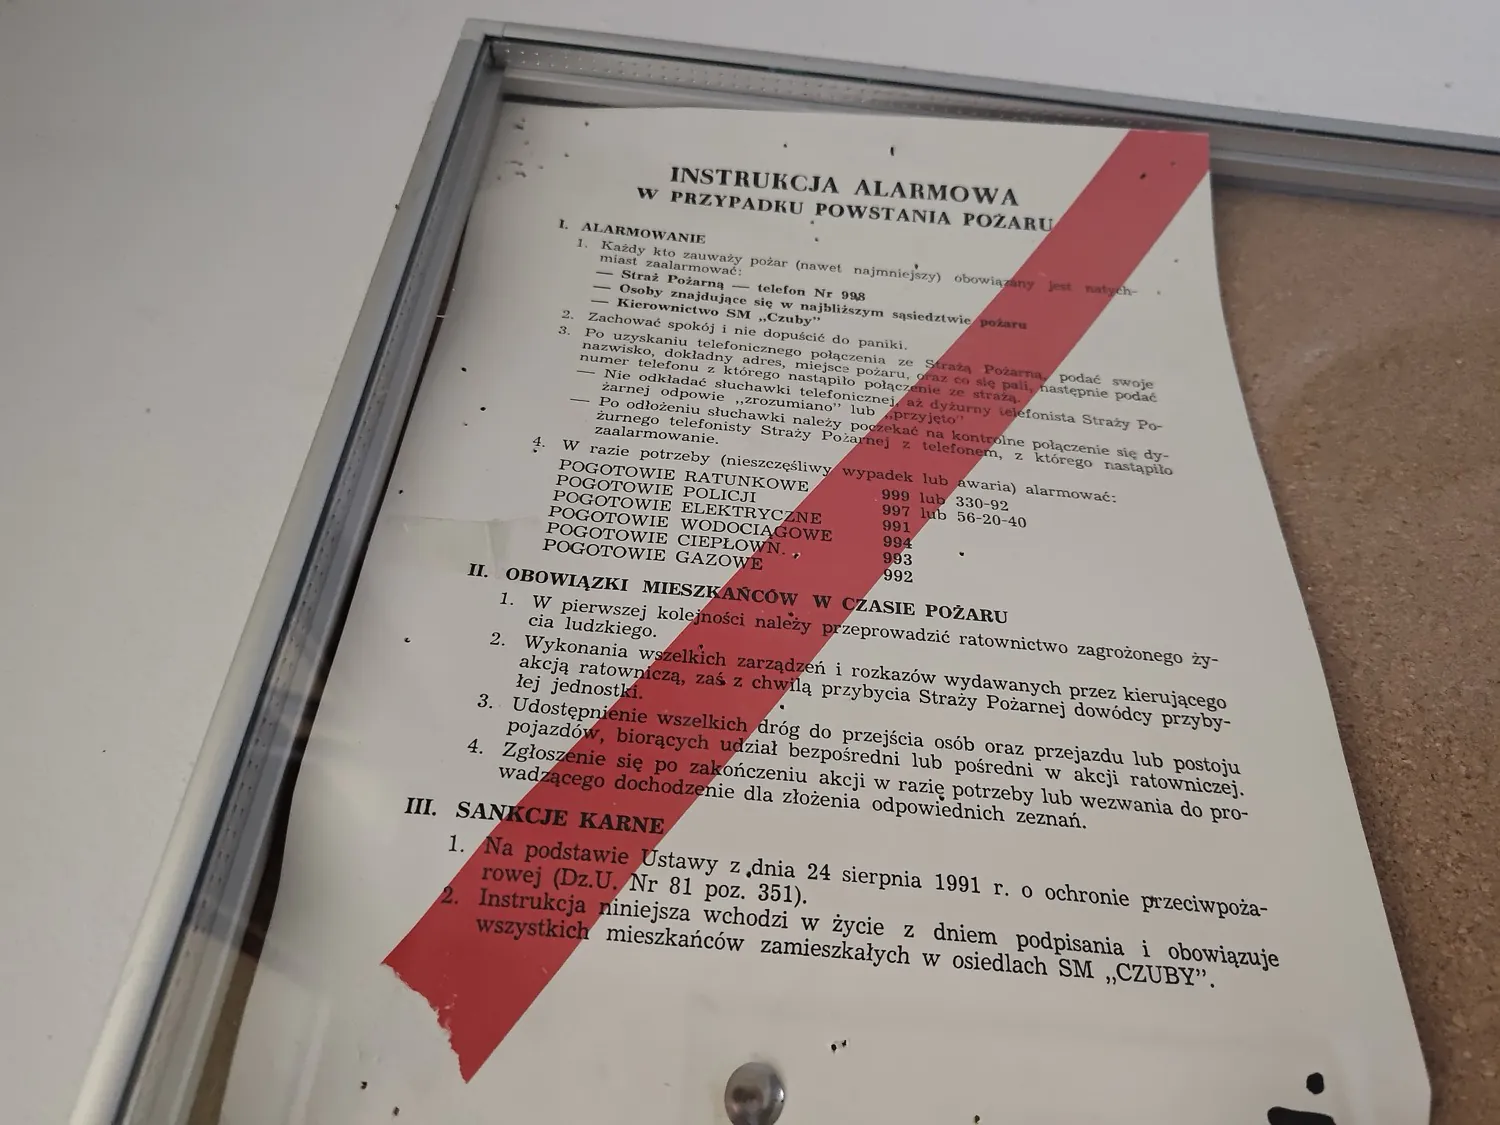 INSTRUKCJA ALARMOWA
W PRZYPADKU POWSTANIA POŻARU
I. ALARMOWANIE
1. Każdy kto zauważy pożar (nawet najmniejszy) obowiązany jest natych-
miast zaalarmować:
— Straż Pożarną — telefon Nr 998
— Osoby znajdujące się w najbliższym sąsiedztwie pożaru
— Kierownictwo SM „Czuby”
2. Zachować spokój i nie dopuścić do paniki.
3. Po uzyskaniu telefonicznego połączenia ze Strażą Pożarną, podać swoje
nazwisko, dokładny adres, miejsce pożaru, oraz co się pali, następnie podać
numer telefonu z którego nastąpiło połączenie ze strażą.
— Nie odkładać słuchawki telefonicznej, aż dyżurny telefonista Straży Po-
żarnej odpowie „zrozumiano” lub „przyjęto”
— Po odłożeniu słuchawki należy poczekać na kontrolne połączenie się dy-
żurnego telefonisty Straży Pożarnej z telefonem, z którego nastąpiło
zaalarmowanie.
4. W razie potrzeby (nieszczęśliwy wypadek lub awaria) alarmować:
POGOTOWIE RATUNKOWE 999 lub 330-92
POGOTOWIE POLICJI 997 lub 56-20-40
POGOTOWIE ELEKTRYCZNE 991
POGOTOWIE WODOCIĄGOWE 994
POGOTOWIE CIEPŁOWN. 993
POGOTOWIE GAZOWE 992
II. OBOWIĄZKI MIESZKAŃCÓW W CZASIE POŻARU
1. W pierwszej kolejności należy przeprowadzić ratownictwo zagrożonego ży-
cia ludzkiego.
2. Wykonania wszelkich zarządzeń i rozkazów wydawanych przez kierującego
akcją ratowniczą, zaś z chwilą przybycia Straży Pożarnej dowódcy przyby-
łej jednostki.
3. Udostępnienie wszelkich dróg do przejścia osób oraz przejazdu lub postoju
pojazdów, biorących udział bezpośredni lub pośredni w akcji ratowniczej.
4. Zgłoszenie się po zakończeniu akcji w razie potrzeby lub wezwania do pro-
wadzącego dochodzenie dla złożenia odpowiednich zeznań.
III. SANKCJE KARNE
1. Na podstawie Ustawy z dnia 24 sierpnia 1991 r. o ochronie przeciwpoża-
rowej (Dz.U. Nr 81 poz. 351).
2. Instrukcja niniejsza wchodzi w życie z dniem podpisania i obowiązuje
wszystkich mieszkańców zamieszkałych w osiedlach SM „CZUBY”.